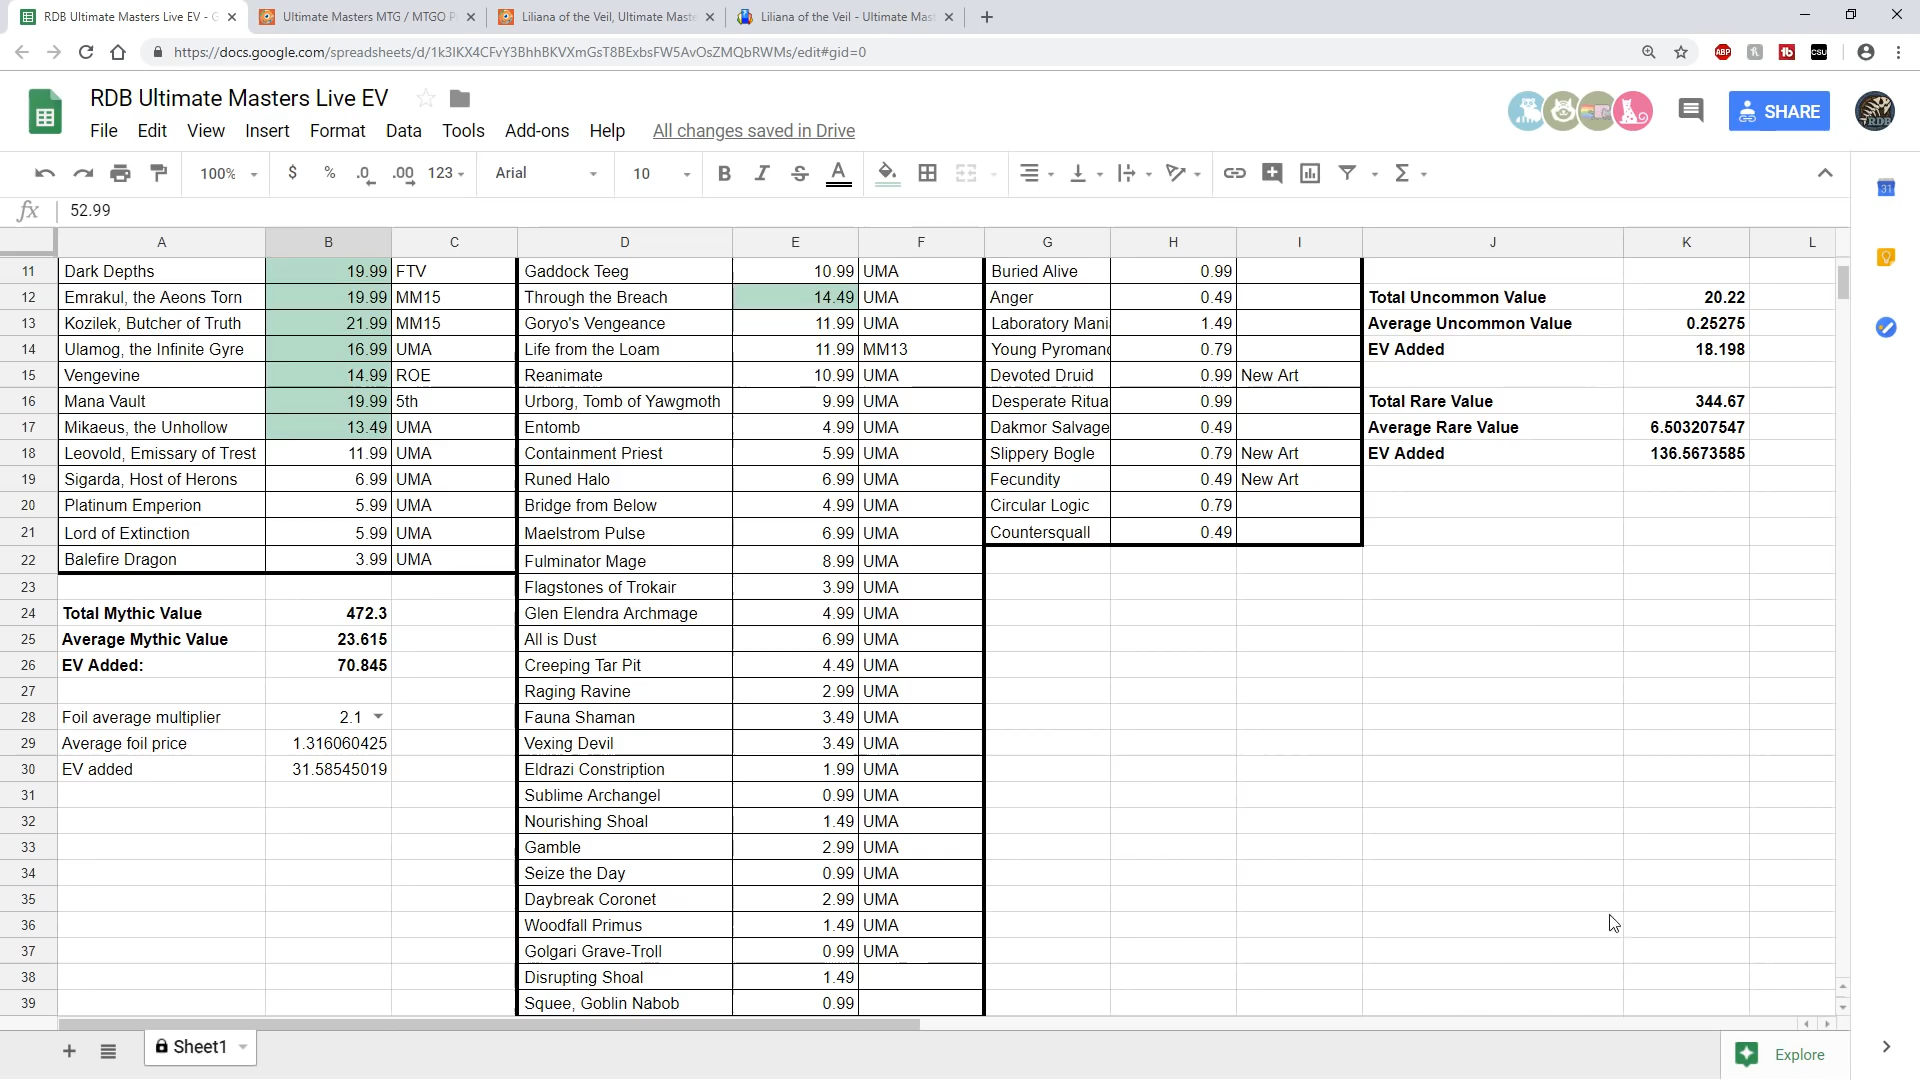 RDB Ultimate Masters Live EV - G
Ultimate Masters MTG / MTGO P
Liliana of the Veil, Ultimate Maste
Liliana of the Veil - Ultimate Mast
https://docs.google.com/spreadsheets/d/1k3IKX4CFvY3BhhBKVXmGsT8BExbsFW5AvOsZMQbRWMs/edit#gid=0
ABP
tb
CSU
RDB Ultimate Masters Live EV
SHARE
RDB
File Edit View Insert Format Data Tools Add-ons Help All changes saved in Drive
100% $ % .0 .00 123 Arial 10 B I S A
31
fx 52.99
A B C D E F G H I J K L
11 Dark Depths 19.99 FTV Gaddock Teeg 10.99 UMA Buried Alive 0.99
12 Emrakul, the Aeons Torn 19.99 MM15 Through the Breach 14.49 UMA Anger 0.49 Total Uncommon Value 20.22
13 Kozilek, Butcher of Truth 21.99 MM15 Goryo's Vengeance 11.99 UMA Laboratory Mani 1.49 Average Uncommon Value 0.25275
14 Ulamog, the Infinite Gyre 16.99 UMA Life from the Loam 11.99 MM13 Young Pyromanc 0.79 EV Added 18.198
15 Vengevine 14.99 ROE Reanimate 10.99 UMA Devoted Druid 0.99 New Art
16 Mana Vault 19.99 5th Urborg, Tomb of Yawgmoth 9.99 UMA Desperate Ritua 0.99 Total Rare Value 344.67
17 Mikaeus, the Unhollow 13.49 UMA Entomb 4.99 UMA Dakmor Salvage 0.49 Average Rare Value 6.503207547
18 Leovold, Emissary of Trest 11.99 UMA Containment Priest 5.99 UMA Slippery Bogle 0.79 New Art EV Added 136.5673585
19 Sigarda, Host of Herons 6.99 UMA Runed Halo 6.99 UMA Fecundity 0.49 New Art
20 Platinum Emperion 5.99 UMA Bridge from Below 4.99 UMA Circular Logic 0.79
21 Lord of Extinction 5.99 UMA Maelstrom Pulse 6.99 UMA Countersquall 0.49
22 Balefire Dragon 3.99 UMA Fulminator Mage 8.99 UMA
23 Flagstones of Trokair 3.99 UMA
24 Total Mythic Value 472.3 Glen Elendra Archmage 4.99 UMA
25 Average Mythic Value 23.615 All is Dust 6.99 UMA
26 EV Added: 70.845 Creeping Tar Pit 4.49 UMA
27 Raging Ravine 2.99 UMA
28 Foil average multiplier 2.1 Fauna Shaman 3.49 UMA
29 Average foil price 1.316060425 Vexing Devil 3.49 UMA
30 EV added 31.58545019 Eldrazi Constription 1.99 UMA
31 Sublime Archangel 0.99 UMA
32 Nourishing Shoal 1.49 UMA
33 Gamble 2.99 UMA
34 Seize the Day 0.99 UMA
35 Daybreak Coronet 2.99 UMA
36 Woodfall Primus 1.49 UMA
37 Golgari Grave-Troll 0.99 UMA
38 Disrupting Shoal 1.49
39 Squee, Goblin Nabob 0.99
Sheet1
Explore